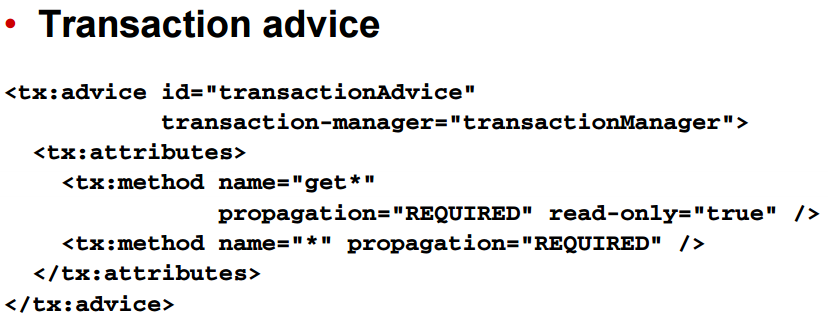 • Transaction advice
<tx:advice id="transactionAdvice"
transaction-manager="transactionManager">
<tx:attributes>
<tx:method name="get*"
propagation="REQUIRED" read-only="true" />
<tx:method name="*" propagation="REQUIRED" />
</tx:attributes>
</tx:advice>